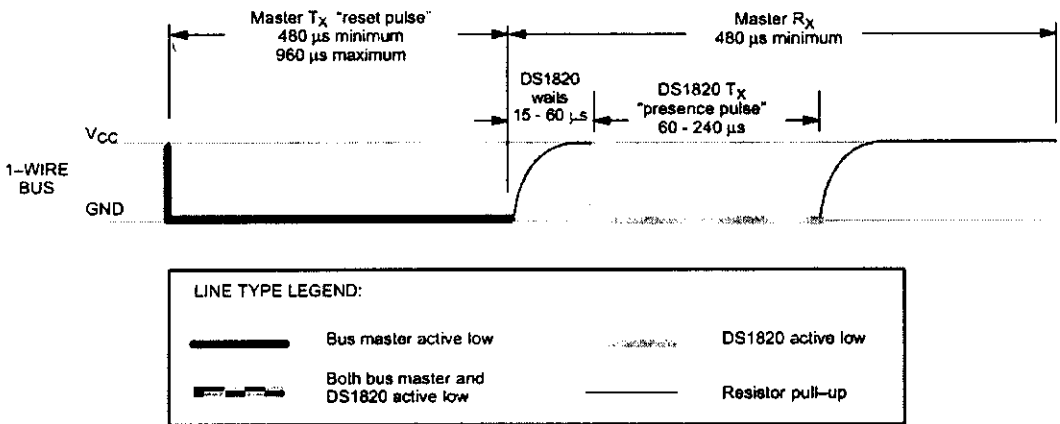 Master TX "reset pulse"
480 µs minimum
960 µs maximum
Master RX
480 µs minimum
DS1820
waits
15 - 60 µs
DS1820 TX
"presence pulse"
60 - 240 µs
VCC
1–WIRE
BUS
GND
LINE TYPE LEGEND:
Bus master active low
DS1820 active low
Both bus master and
DS1820 active low
Resistor pull–up